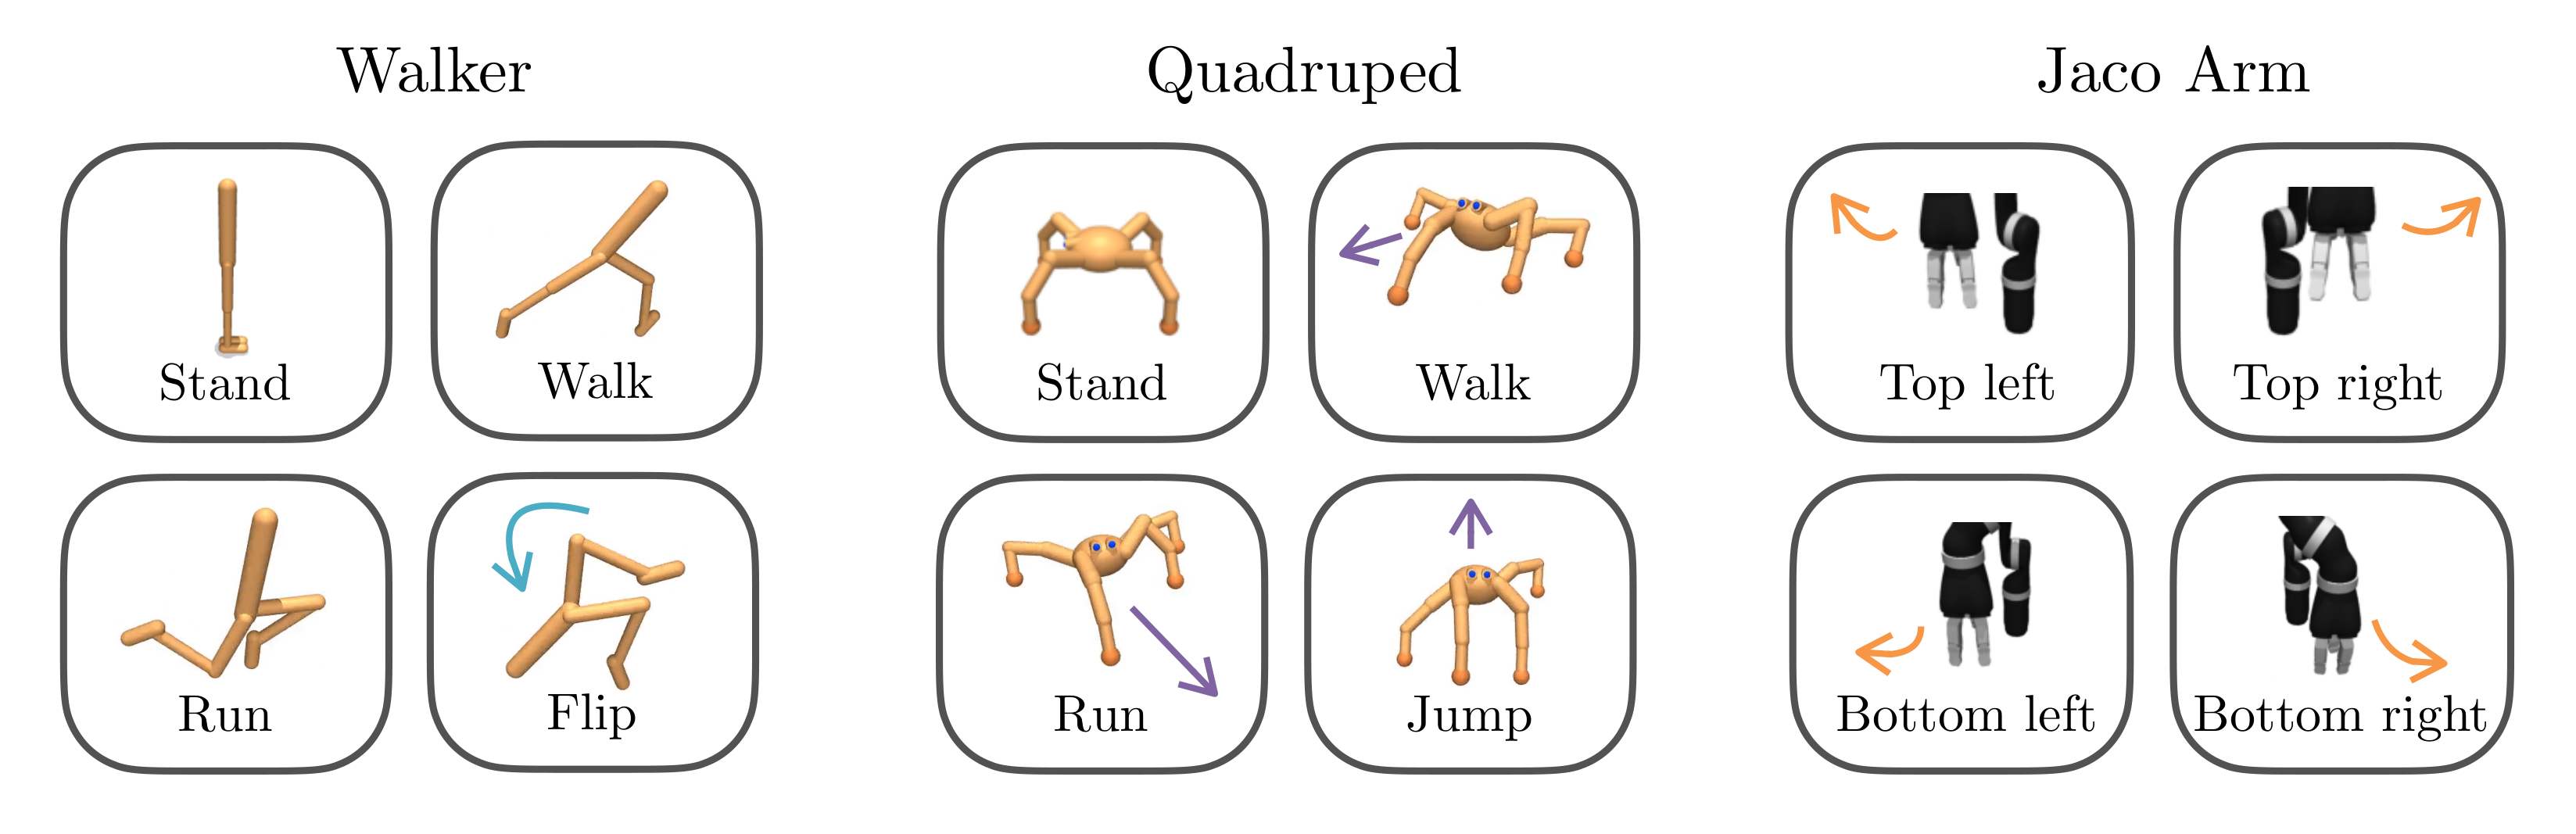 Walker
Quadruped
Jaco Arm
Stand
Walk
Stand
Walk
Top left
Top right
Run
Flip
Run
Jump
Bottom left
Bottom right